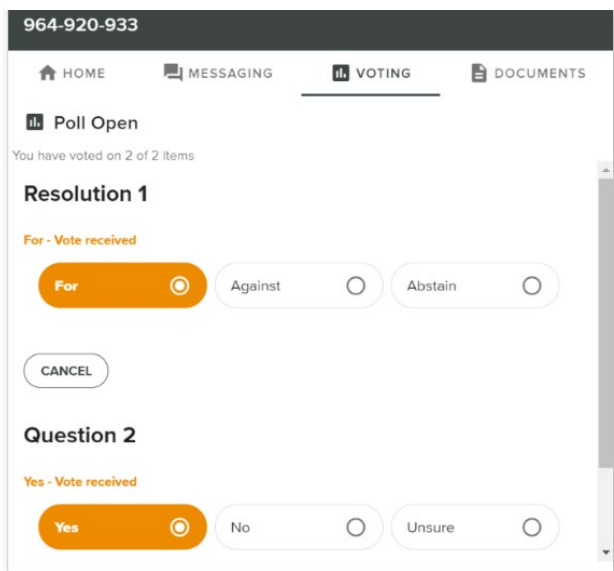 964-920-933
HOME MESSAGING VOTING DOCUMENTS
Poll Open
You have voted on 2 of 2 items
Resolution 1
For - Vote received
For Against Abstain
CANCEL
Question 2
Yes - Vote received
Yes No Unsure